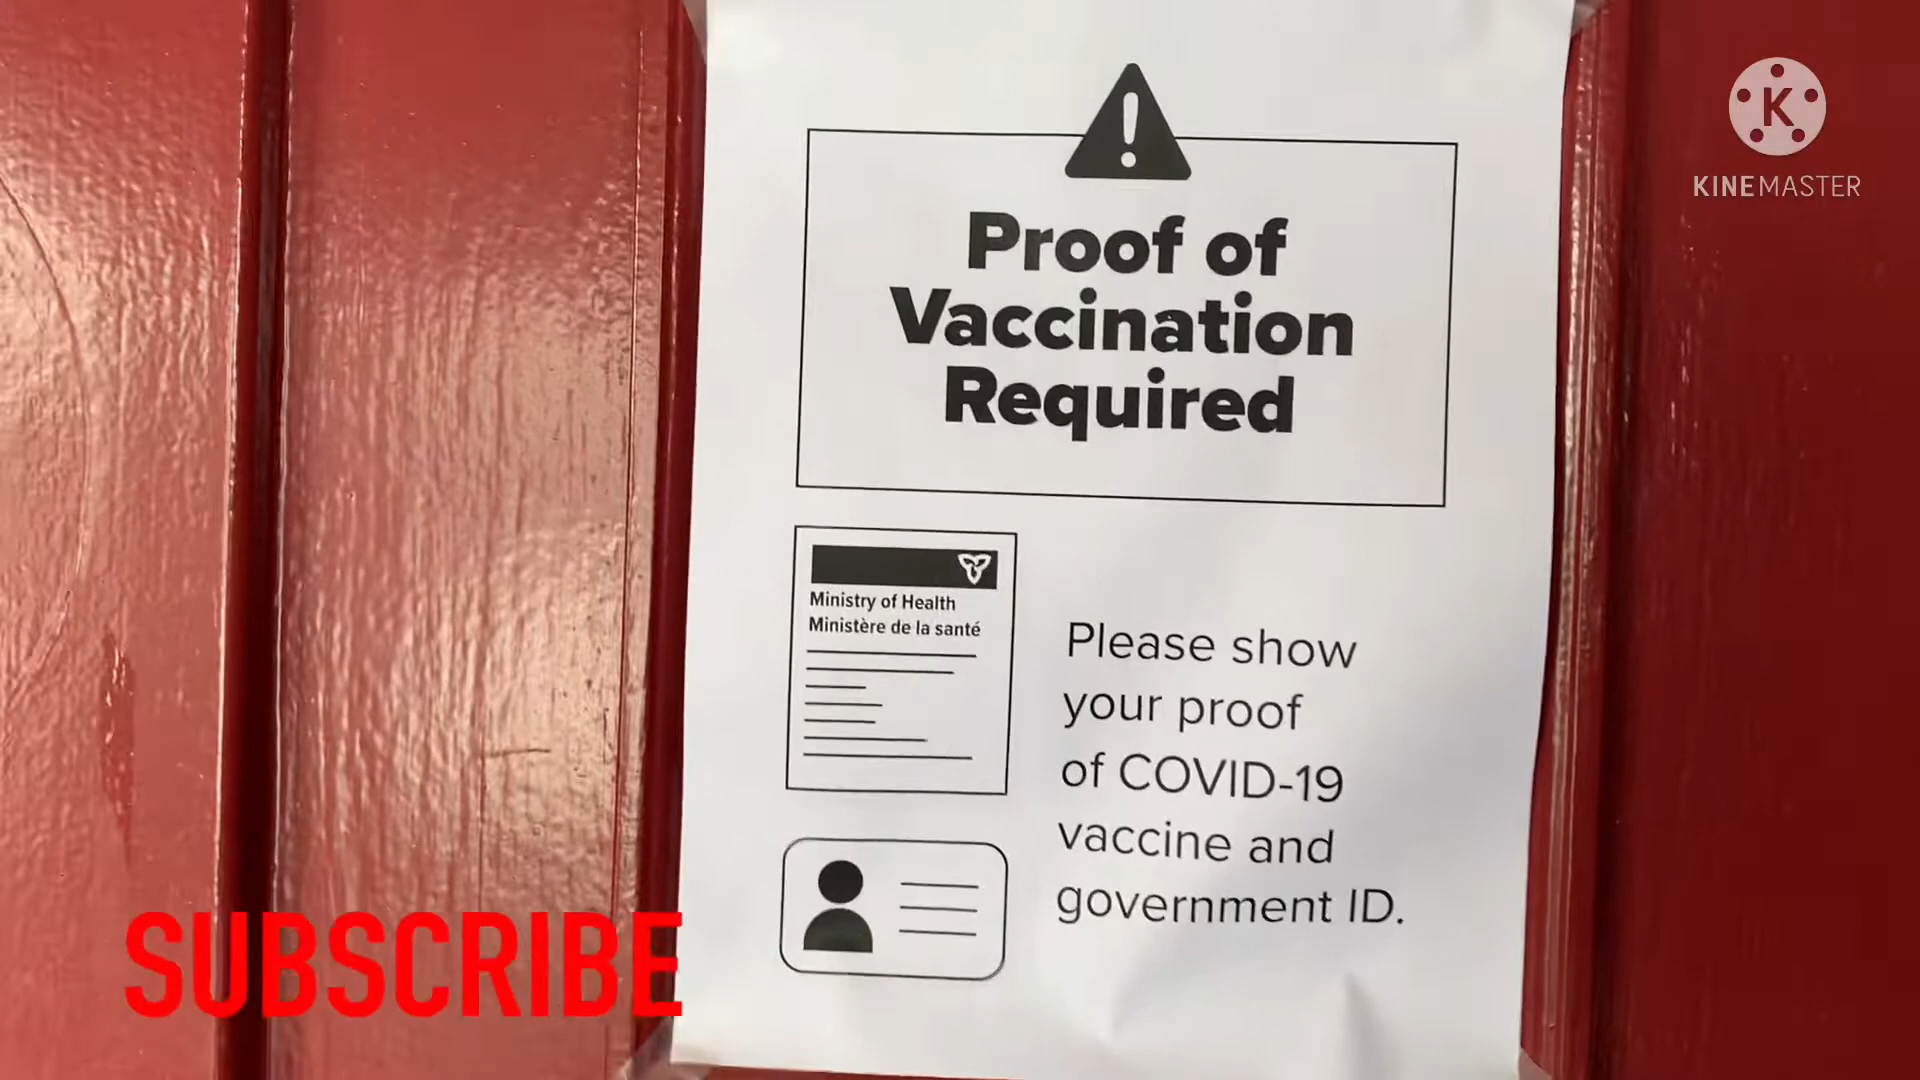 Proof of
Vaccination
Required
Ministry of Health
Ministère de la santé
Please show
your proof
of COVID-19
vaccine and
government ID.
SUBSCRIBE
K
KINEMASTER